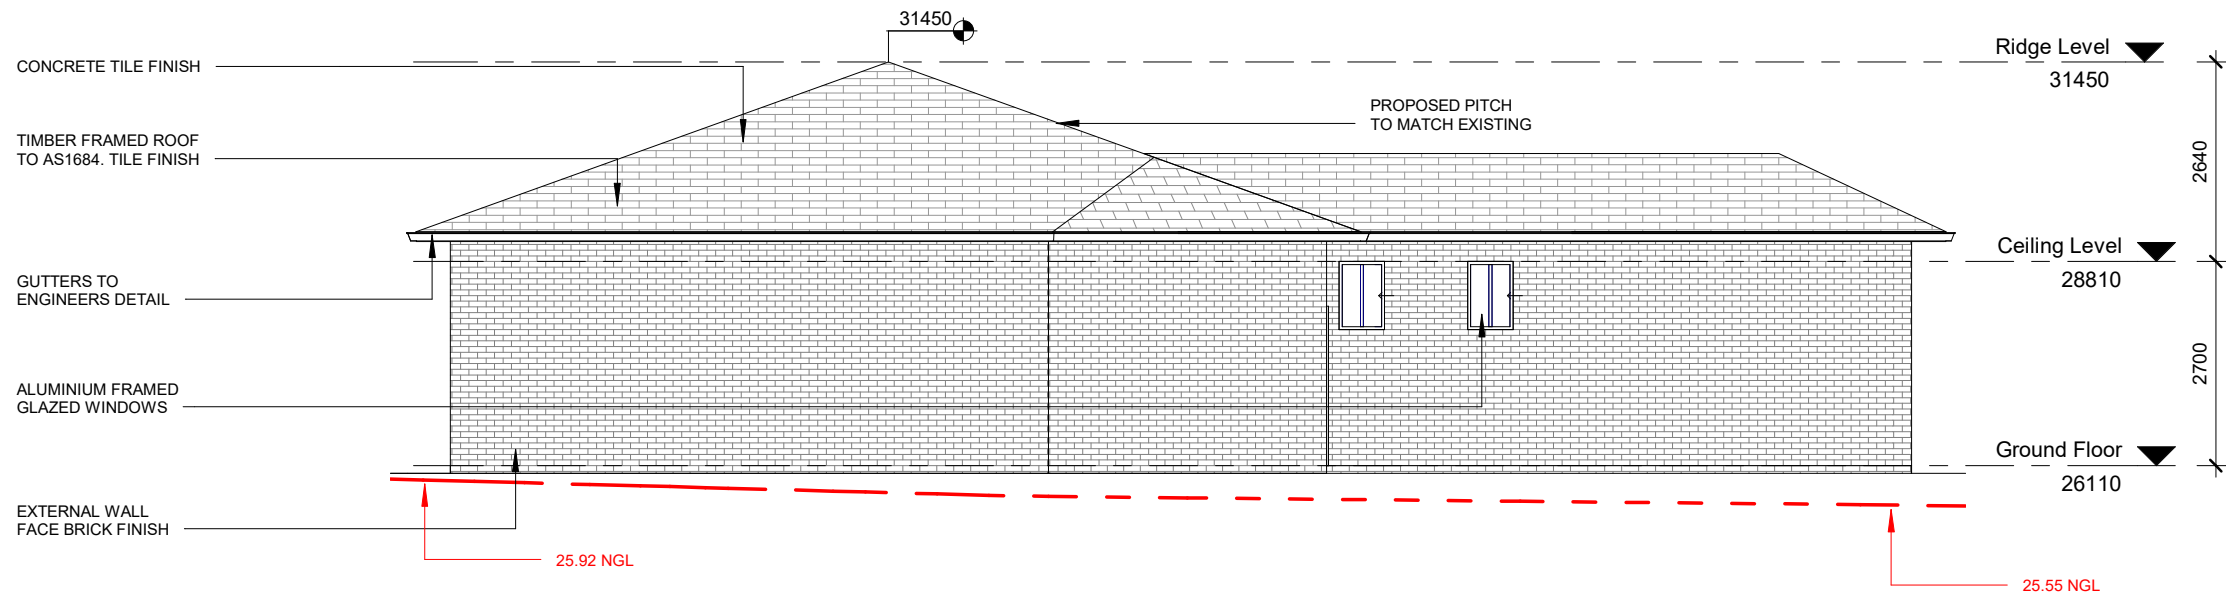 31450
CONCRETE TILE FINISH
TIMBER FRAMED ROOF
TO AS1684. TILE FINISH
GUTTERS TO
ENGINEERS DETAIL
ALUMINIUM FRAMED
GLAZED WINDOWS
EXTERNAL WALL
FACE BRICK FINISH
25.92 NGL
PROPOSED PITCH
TO MATCH EXISTING
Ridge Level
31450
2640
Ceiling Level
28810
2700
Ground Floor
26110
25.55 NGL